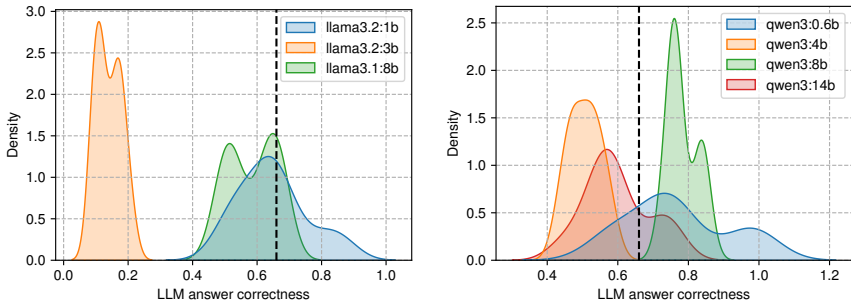 3.0
2.5
2.0
1.5
1.0
0.5
0.0
Density
0.0 0.2 0.4 0.6 0.8 1.0
LLM answer correctness
llama3.2:1b
llama3.2:3b
llama3.1:8b
2.5
2.0
1.5
1.0
0.5
0.0
Density
0.4 0.6 0.8 1.0 1.2
LLM answer correctness
qwen3:0.6b
qwen3:4b
qwen3:8b
qwen3:14b